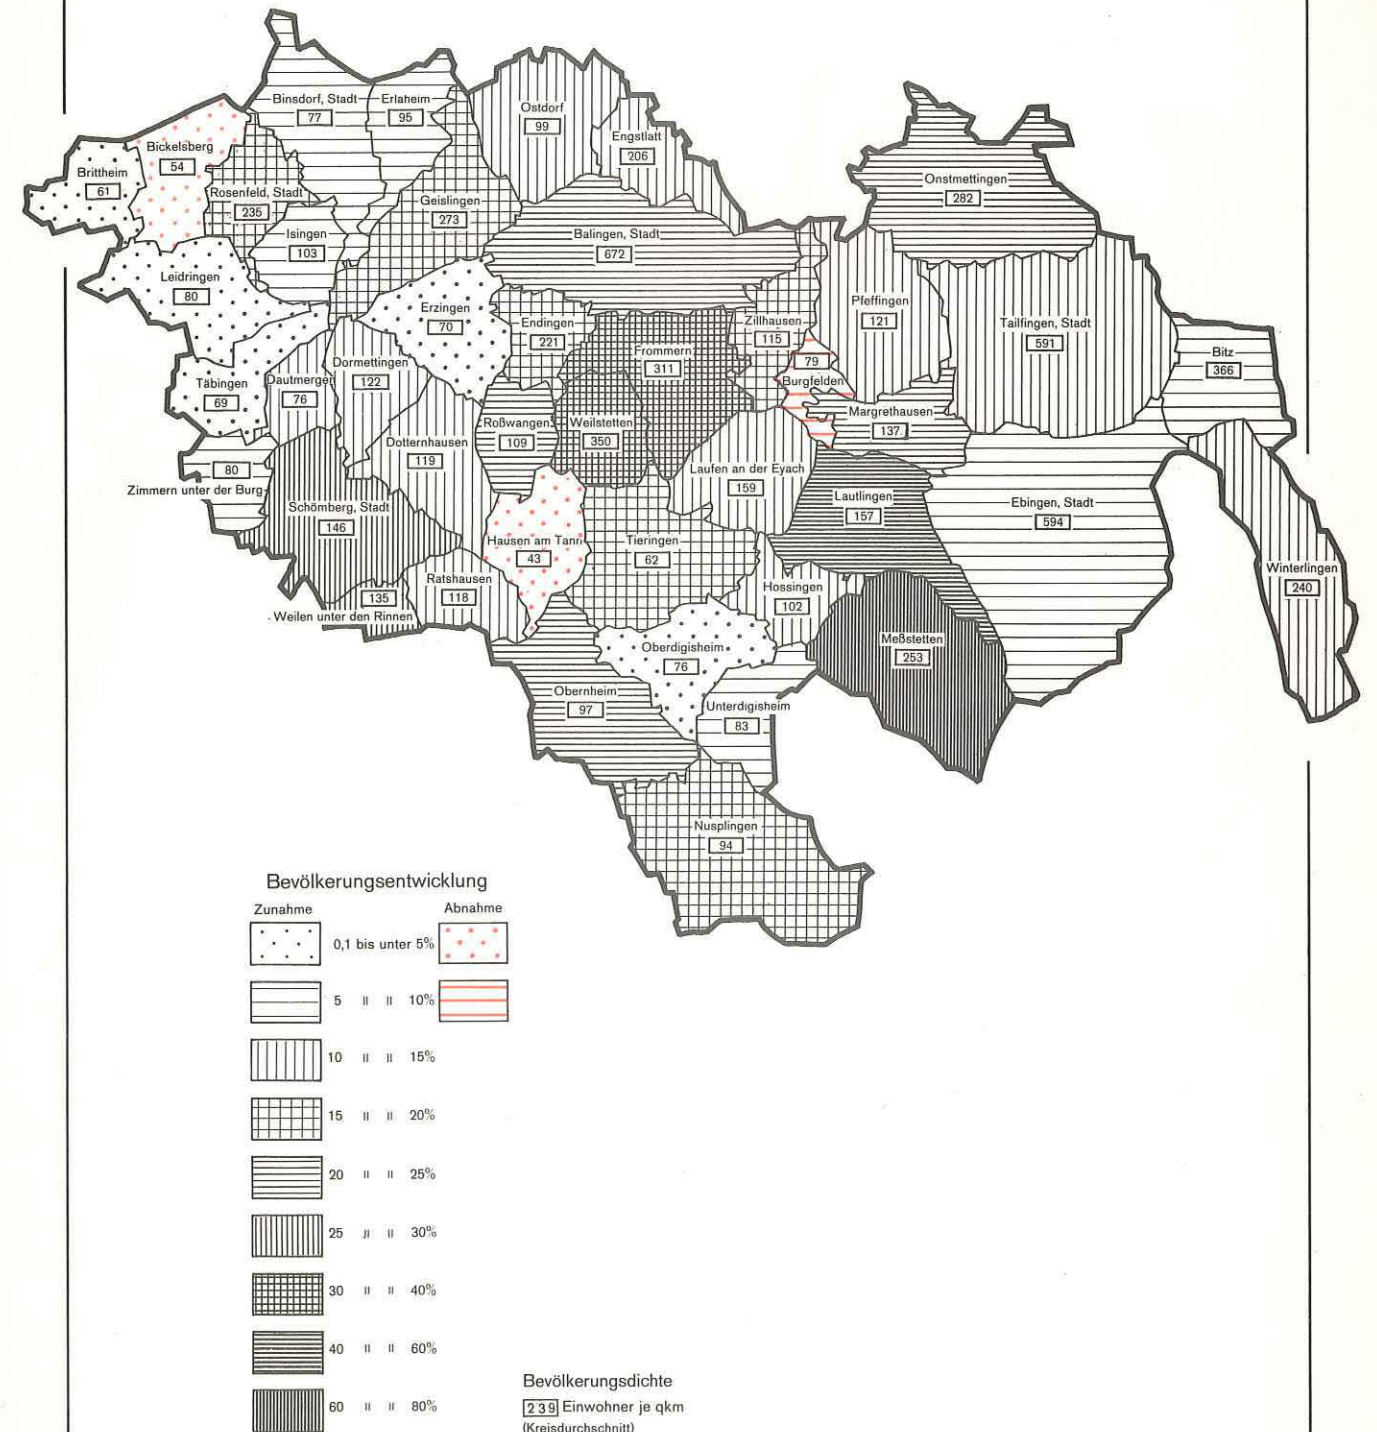 Binsdorf, Stadt
77
Erlaheim
95
Ostdorf
99
Engstlatt
206
Bickelsberg
54
Brittheim
61
Rosenfeld, Stadt
235
Geislingen
273
Onstmettingen
282
Isingen
103
Balingen, Stadt
672
Leidringen
80
Erzingen
70
Endingen
221
Zillhausen
115
Pfeffingen
121
Tailfingen, Stadt
591
Bitz
366
Frommern
311
79
Burgfelden
Dormettingen
122
Täbingen
69
Dautmergen
76
Margrethausen
137
Roßwangen
109
Weilstetten
350
Dotternhausen
119
80
Zimmern unter der Burg
Laufen an der Eyach
159
Lautlingen
157
Ebingen, Stadt
594
Schömberg, Stadt
146
Hausen am Tann
43
Tieringen
62
Winterlingen
240
Ratshausen
118
Hossingen
102
135
Weilen unter den Rinnen
Meßstetten
253
Oberdigisheim
76
Obernheim
97
Unterdigisheim
83
Nusplingen
94
Bevölkerungsentwicklung
Zunahme Abnahme
0,1 bis unter 5%
5 " " 10%
10 " " 15%
15 " " 20%
20 " " 25%
25 " " 30%
30 " " 40%
40 " " 60%
60 " " 80%
Bevölkerungsdichte
239 Einwohner je qkm
(Kreisdurchschnitt)